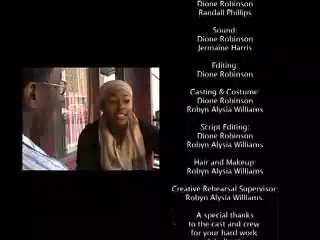 Dione Robinson
Randall Phillips
Sound:
Dione Robinson
Jermaine Harris
Editing:
Dione Robinson
Casting & Costume:
Dione Robinson
Robyn Alysia Williams
Script Editing:
Dione Robinson
Robyn Alysia Williams
Hair and Makeup:
Robyn Alysia Williams
Creative Rehearsal Supervisor:
Robyn Alysia Williams.
A special thanks
to the cast and crew
for your hard work